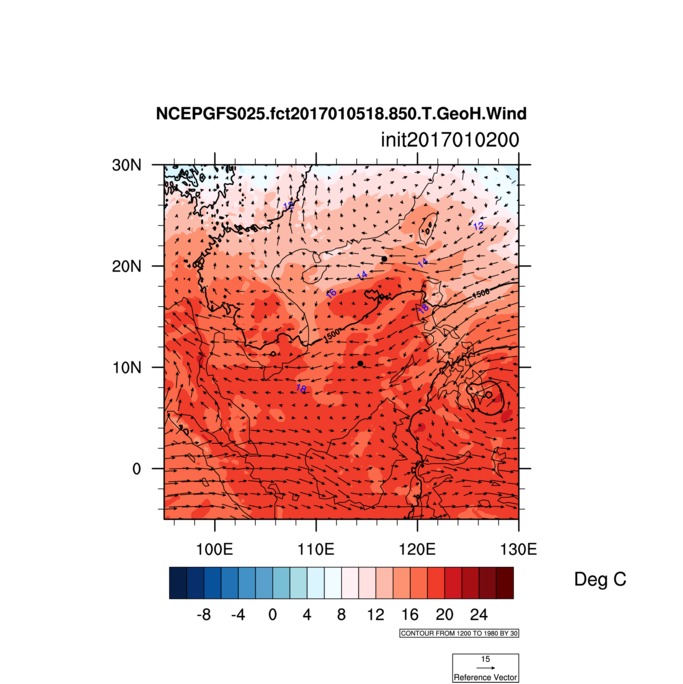 NCEPGFS025.fct2017010518.850.T.GeoH.Wind
init2017010200
30N
12
12
20N
14
14
16
1500
18
1500
10N
18
0
100E 110E 120E 130E
-8 -4 0 4 8 12 16 20 24
Deg C
CONTOUR FROM 1200 TO 1980 BY 30
15
Reference Vector